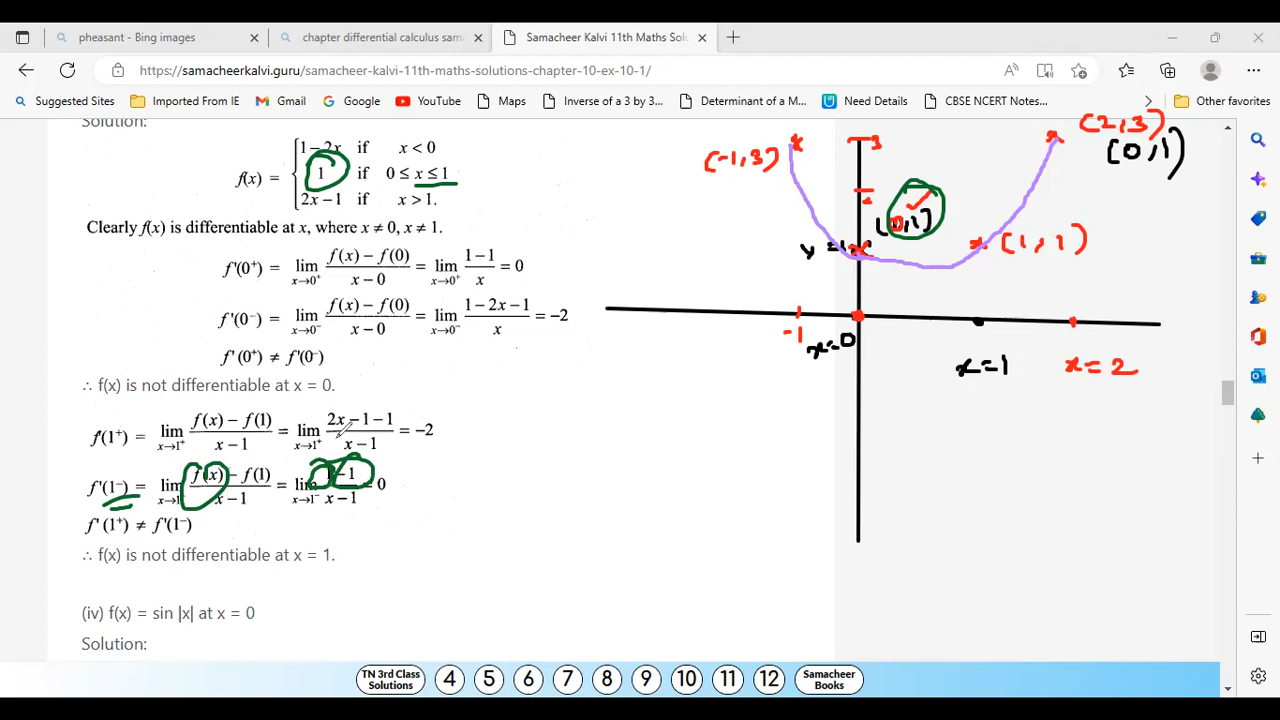 pheasant - Bing images
chapter differential calculus sam
Samacheer Kalvi 11th Maths Solu
https://samacheerkalvi.guru/samacheer-kalvi-11th-maths-solutions-chapter-10-ex-10-1/
Suggested Sites
Imported From IE
Gmail
Google
YouTube
Maps
Inverse of a 3 by 3...
Determinant of a M...
Need Details
CBSE NCERT Notes...
Other favorites
Solution:
1−2x if x < 0
f(x) = { 1 if 0 ≤ x ≤ 1
2x−1 if x > 1.
Clearly f(x) is differentiable at x, where x ≠ 0, x ≠ 1.
f'(0⁺) = lim x→0⁺ (f(x) − f(0))/(x−0) = lim x→0⁺ (1−1)/x = 0
f'(0⁻) = lim x→0⁻ (f(x) − f(0))/(x−0) = lim x→0⁻ (1−2x−1)/x = −2
f'(0⁺) ≠ f'(0⁻)
∴ f(x) is not differentiable at x = 0.
f'(1⁺) = lim x→1⁺ (f(x) − f(1))/(x−1) = lim x→1⁺ (2x−1−1)/(x−1) = −2
f'(1⁻) = lim x→1 (f(x) − f(1))/(x−1) = lim x→1⁻ (1−1)/(x−1) = 0
f'(1⁺) ≠ f'(1⁻)
∴ f(x) is not differentiable at x = 1.
(iv) f(x) = sin |x| at x = 0
Solution:
(-1,3)
3
(2,3)
(0,1)
(0,1)
(1,1)
-1
x=0
x=1
x=2
TN 3rd Class
Solutions
4
5
6
7
8
9
10
11
12
Samacheer
Books